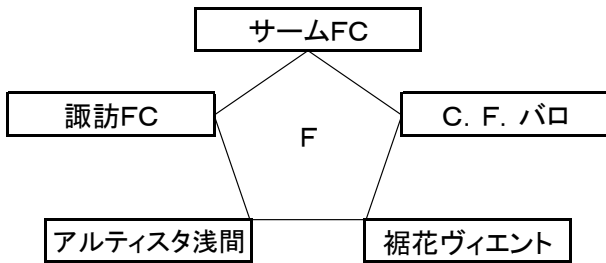 サームFC
諏訪FC
C. F. バロ
F
アルティスタ浅間
裾花ヴィエント